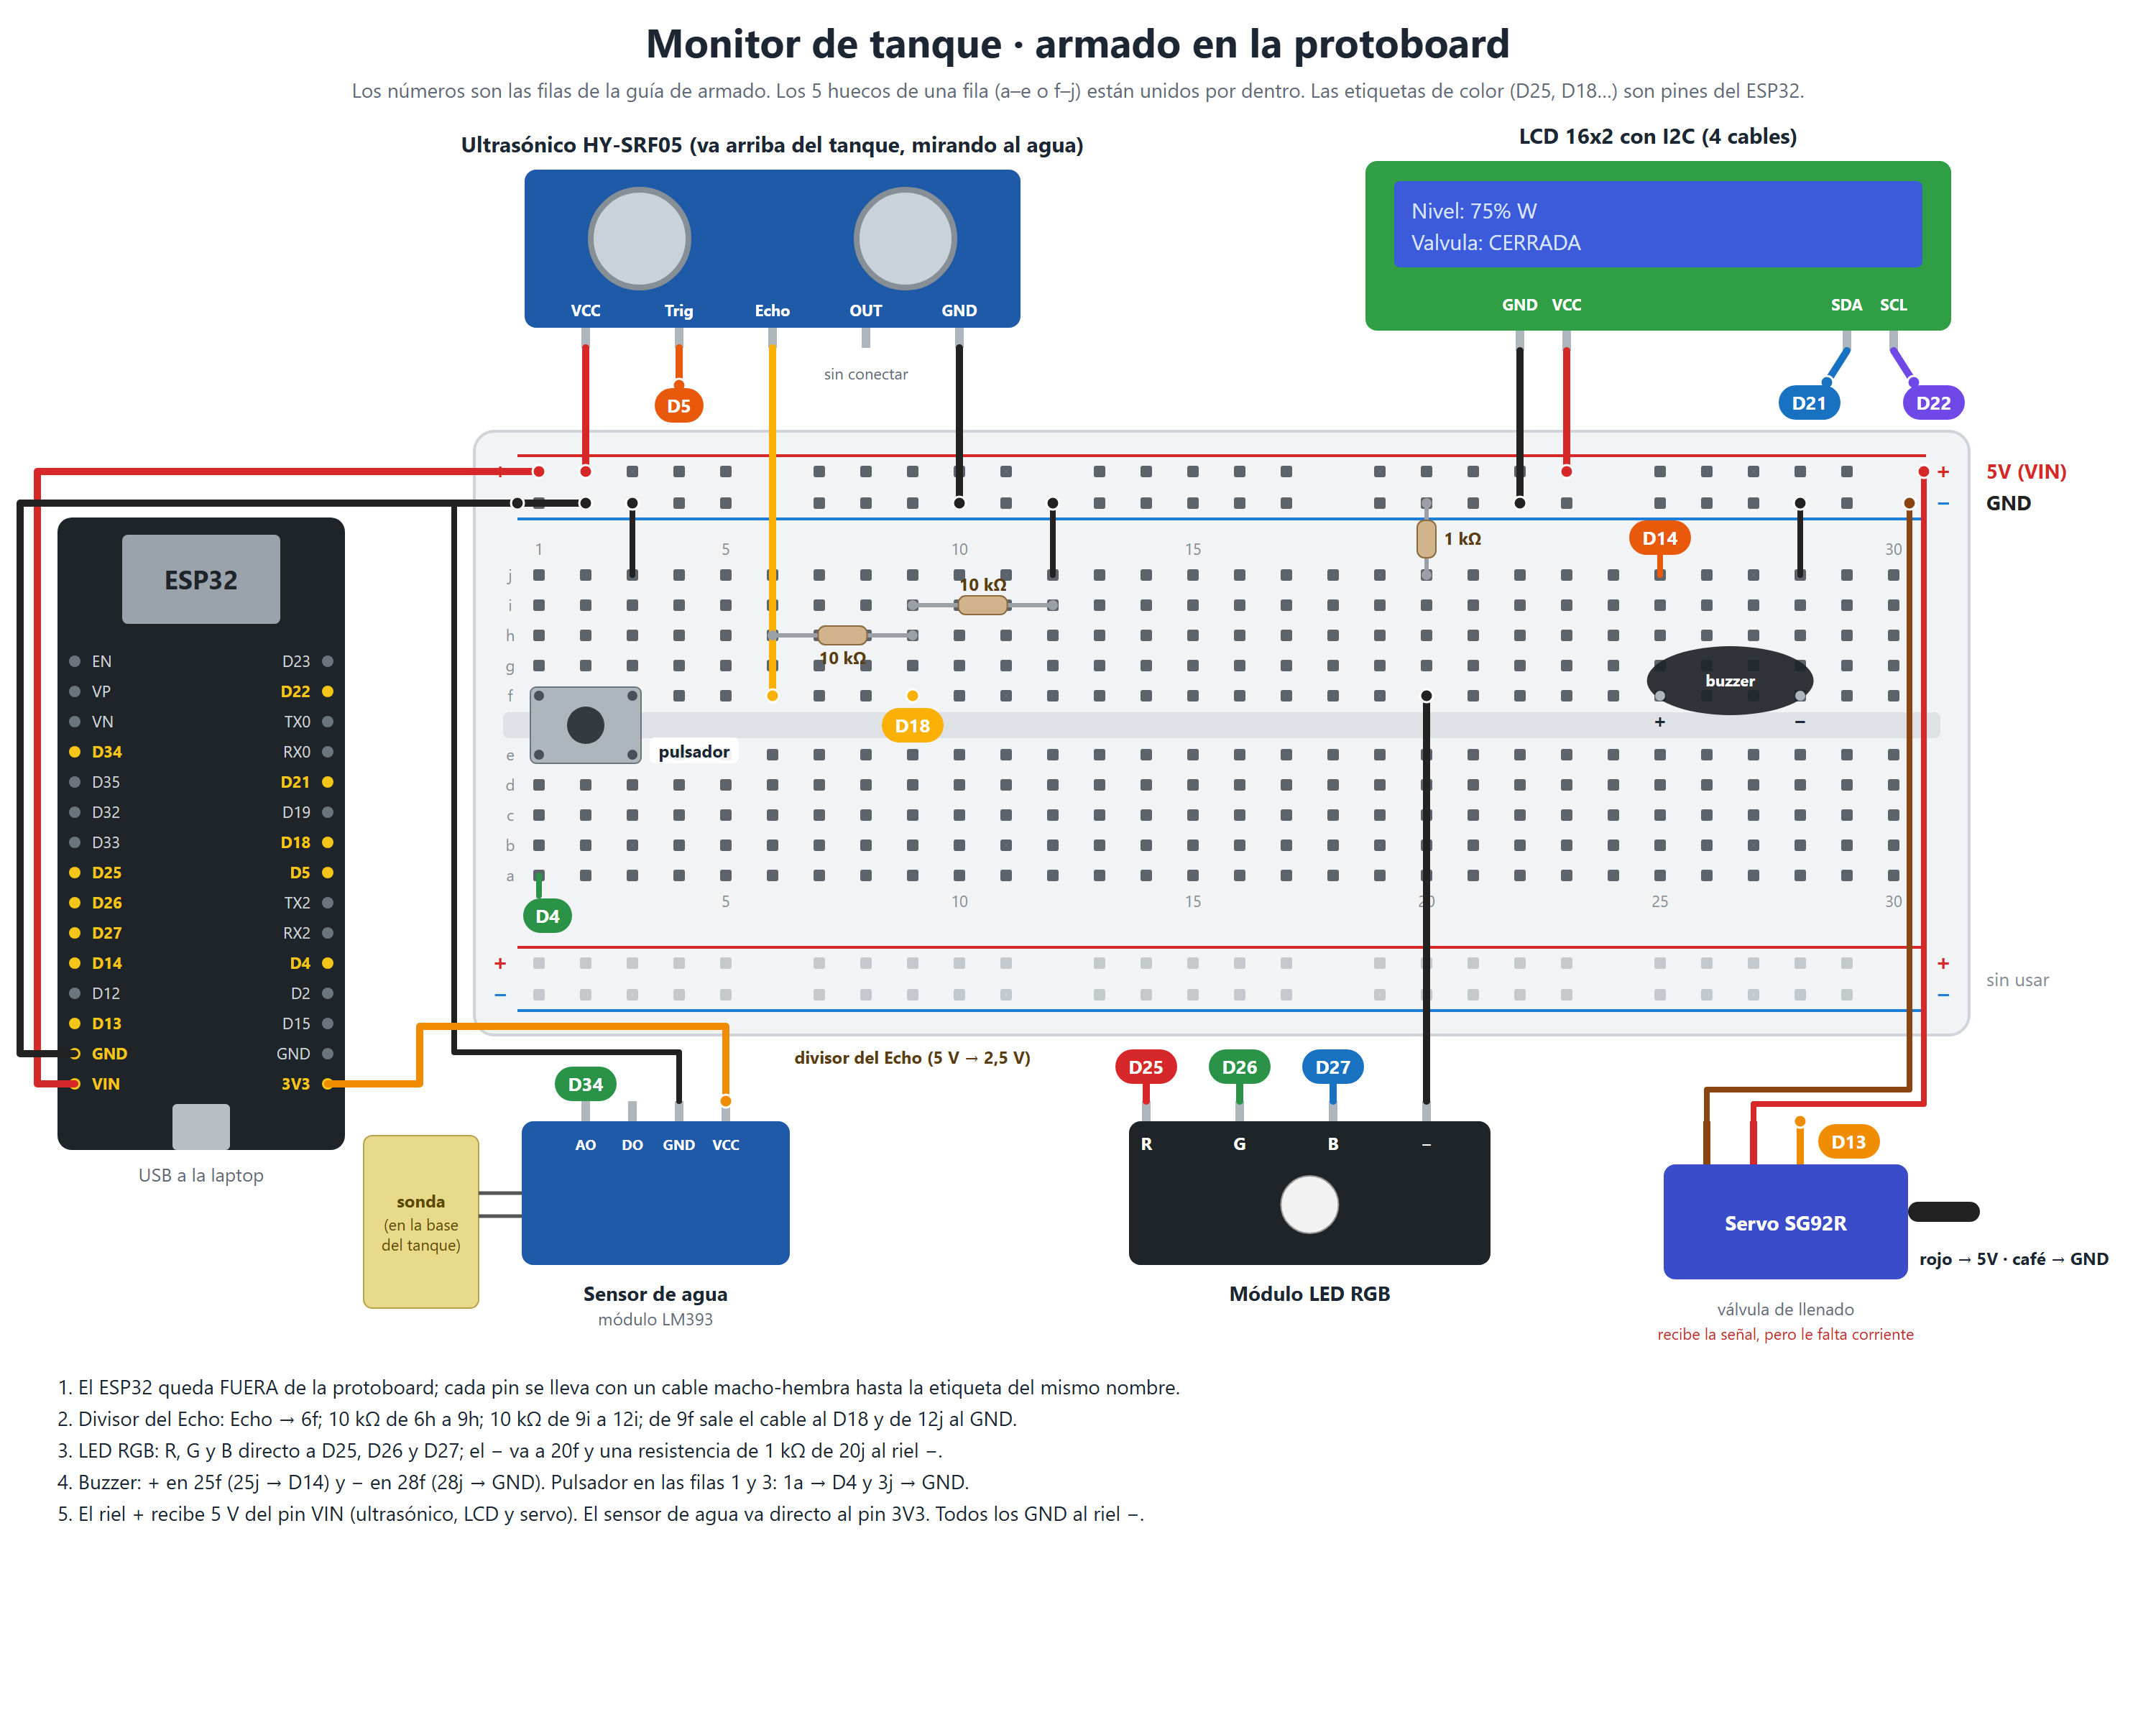 Monitor de tanque · armado en la protoboard
Los números son las filas de la guía de armado. Los 5 huecos de una fila (a–e o f–j) están unidos por dentro. Las etiquetas de color (D25, D18...) son pines del ESP32.
Ultrasónico HY-SRF05 (va arriba del tanque, mirando al agua)
VCC Trig Echo OUT GND
sin conectar
D5
LCD 16x2 con I2C (4 cables)
Nivel: 75% W
Valvula: CERRADA
GND VCC SDA SCL
D21 D22
+ 5V (VIN)
− GND
1 5 10 15 30
1 kΩ
D14
j
i
h
g
f
e
d
c
b
a
10 kΩ
10 kΩ
D18
pulsador
buzzer
+ −
D4
5 10 15 20 25 30
+ +
− −
sin usar
ESP32
EN D23
VP D22
VN TX0
D34 RX0
D35 D21
D32 D19
D33 D18
D25 D5
D26 TX2
D27 RX2
D14 D4
D12 D2
D13 D15
GND GND
VIN 3V3
USB a la laptop
divisor del Echo (5 V → 2,5 V)
D34
AO DO GND VCC
sonda
(en la base
del tanque)
Sensor de agua
módulo LM393
D25 D26 D27
R G B −
Módulo LED RGB
D13
Servo SG92R
rojo → 5V · café → GND
válvula de llenado
recibe la señal, pero le falta corriente
1. El ESP32 queda FUERA de la protoboard; cada pin se lleva con un cable macho-hembra hasta la etiqueta del mismo nombre.
2. Divisor del Echo: Echo → 6f; 10 kΩ de 6h a 9h; 10 kΩ de 9i a 12i; de 9f sale el cable al D18 y de 12j al GND.
3. LED RGB: R, G y B directo a D25, D26 y D27; el − va a 20f y una resistencia de 1 kΩ de 20j al riel −.
4. Buzzer: + en 25f (25j → D14) y − en 28f (28j → GND). Pulsador en las filas 1 y 3: 1a → D4 y 3j → GND.
5. El riel + recibe 5 V del pin VIN (ultrasónico, LCD y servo). El sensor de agua va directo al pin 3V3. Todos los GND al riel −.